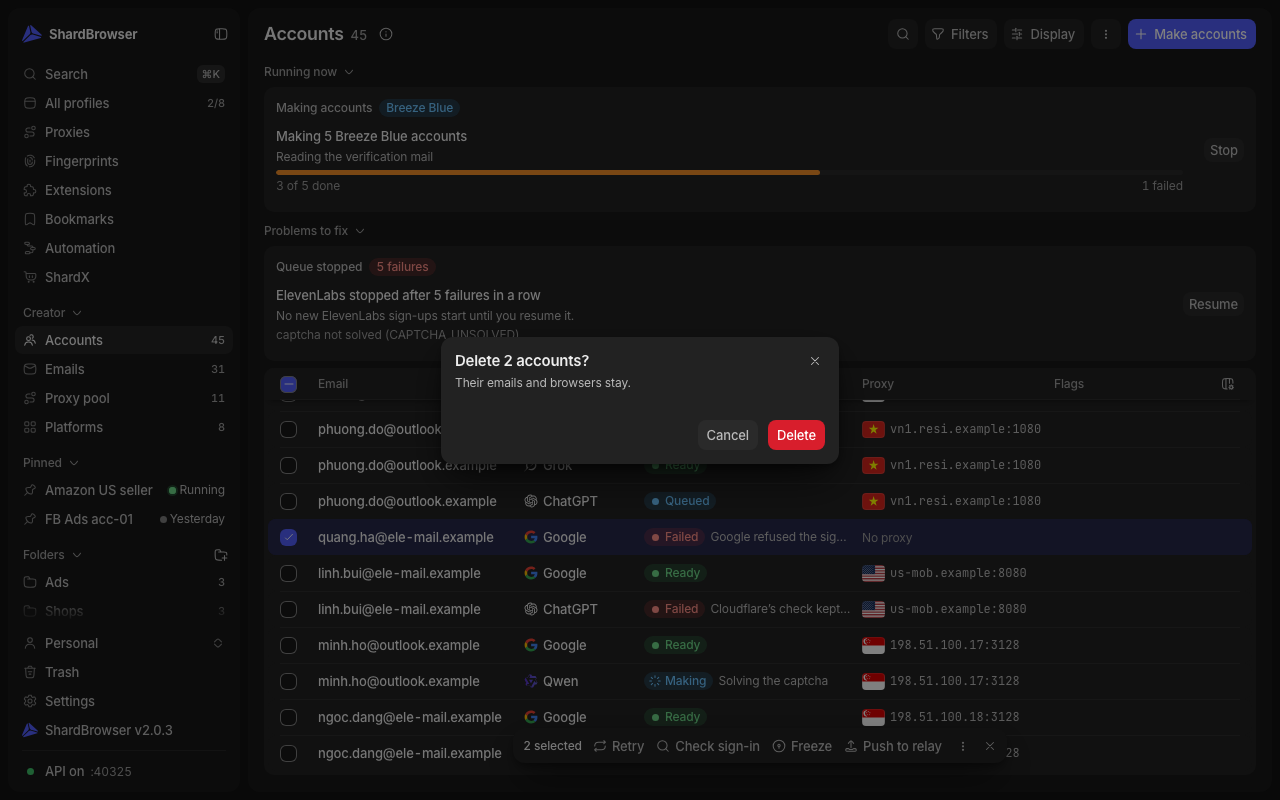 ShardBrowser
Search ⌘K
All profiles 2/8
Proxies
Fingerprints
Extensions
Bookmarks
Automation
ShardX
Creator
Accounts 45
Emails 31
Proxy pool 11
Platforms 8
Pinned
Amazon US seller Running
FB Ads acc-01 Yesterday
Folders
Ads 3
Shops 3
Personal
Trash
Settings
ShardBrowser v2.0.3
API on :40325
Accounts 45
Filters
Display
Make accounts
Running now
Making accounts Breeze Blue
Making 5 Breeze Blue accounts
Reading the verification mail
Stop
3 of 5 done 1 failed
Problems to fix
Queue stopped 5 failures
ElevenLabs stopped after 5 failures in a row
No new ElevenLabs sign-ups start until you resume it.
captcha not solved (CAPTCHA_UNSOLVED)
Resume
Delete 2 accounts?
Their emails and browsers stay.
Cancel Delete
Email Proxy Flags
phuong.do@outlook vn1.resi.example:1080
phuong.do@outlook.example Grok Ready vn1.resi.example:1080
phuong.do@outlook.example ChatGPT Queued vn1.resi.example:1080
quang.ha@ele-mail.example Google Failed Google refused the sig... No proxy
linh.bui@ele-mail.example Google Ready us-mob.example:8080
linh.bui@ele-mail.example ChatGPT Failed Cloudflare's check kept... us-mob.example:8080
minh.ho@outlook.example Google Ready 198.51.100.17:3128
minh.ho@outlook.example Qwen Making Solving the captcha 198.51.100.17:3128
ngoc.dang@ele-mail.example Google Ready 198.51.100.18:3128
ngoc.dang@ele-mail.example 28
2 selected Retry Check sign-in Freeze Push to relay